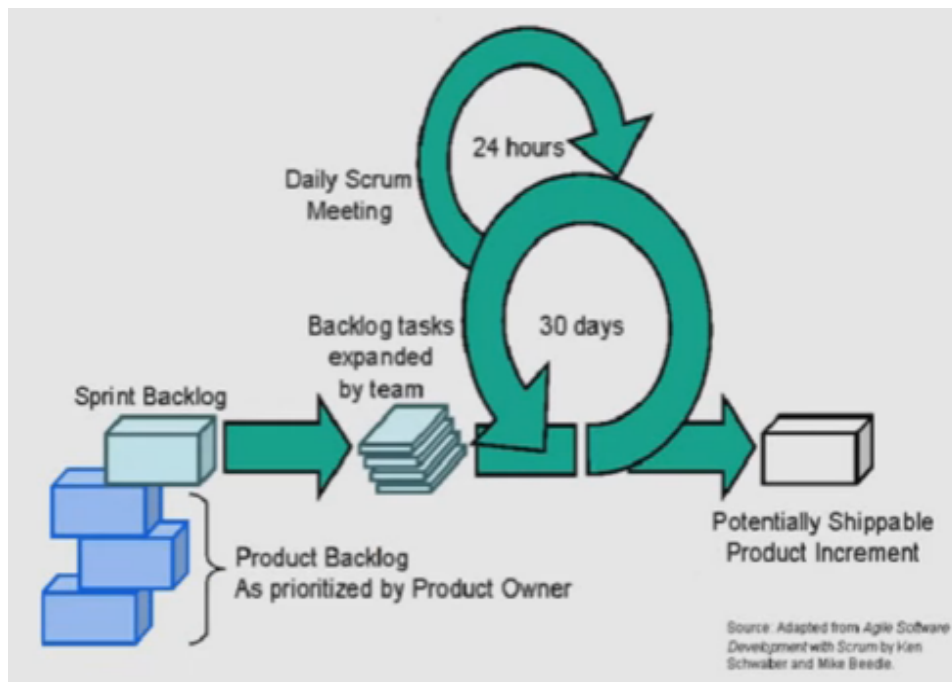 24 hours
Daily Scrum
Meeting
Backlog tasks
expanded
by team
30 days
Sprint Backlog
Product Backlog
As prioritized by Product Owner
Potentially Shippable
Product Increment
Source: Adapted from Agile Software
Development with Scrum by Ken
Schwaber and Mike Beedle.